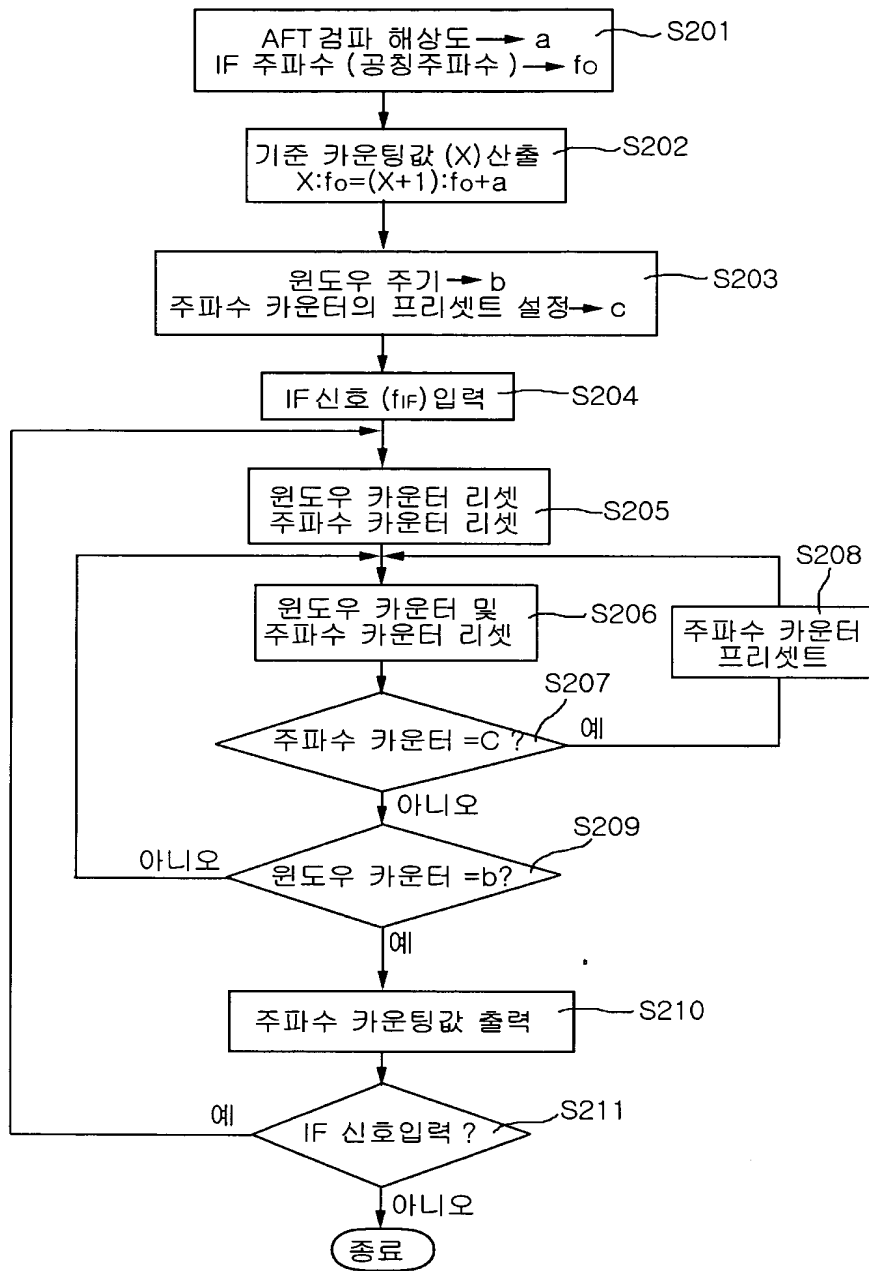 AFT 검파 해상도→a
IF 주파수 (공칭주파수)→fo
S201
기준 카운팅값 (X) 산출
X:fo=(X+1):fo+a
S202
윈도우 주기→b
주파수 카운터의 프리셋트 설정→c
S203
IF 신호 (fIF) 입력
S204
윈도우 카운터 리셋
주파수 카운터 리셋
S205
윈도우 카운터 및
주파수 카운터 리셋
S206
S208
주파수 카운터
프리셋트
S207
주파수 카운터 =C ?
예
아니오
S209
윈도우 카운터 =b?
아니오
예
주파수 카운팅값 출력
S210
S211
IF 신호입력 ?
예
아니오
종료